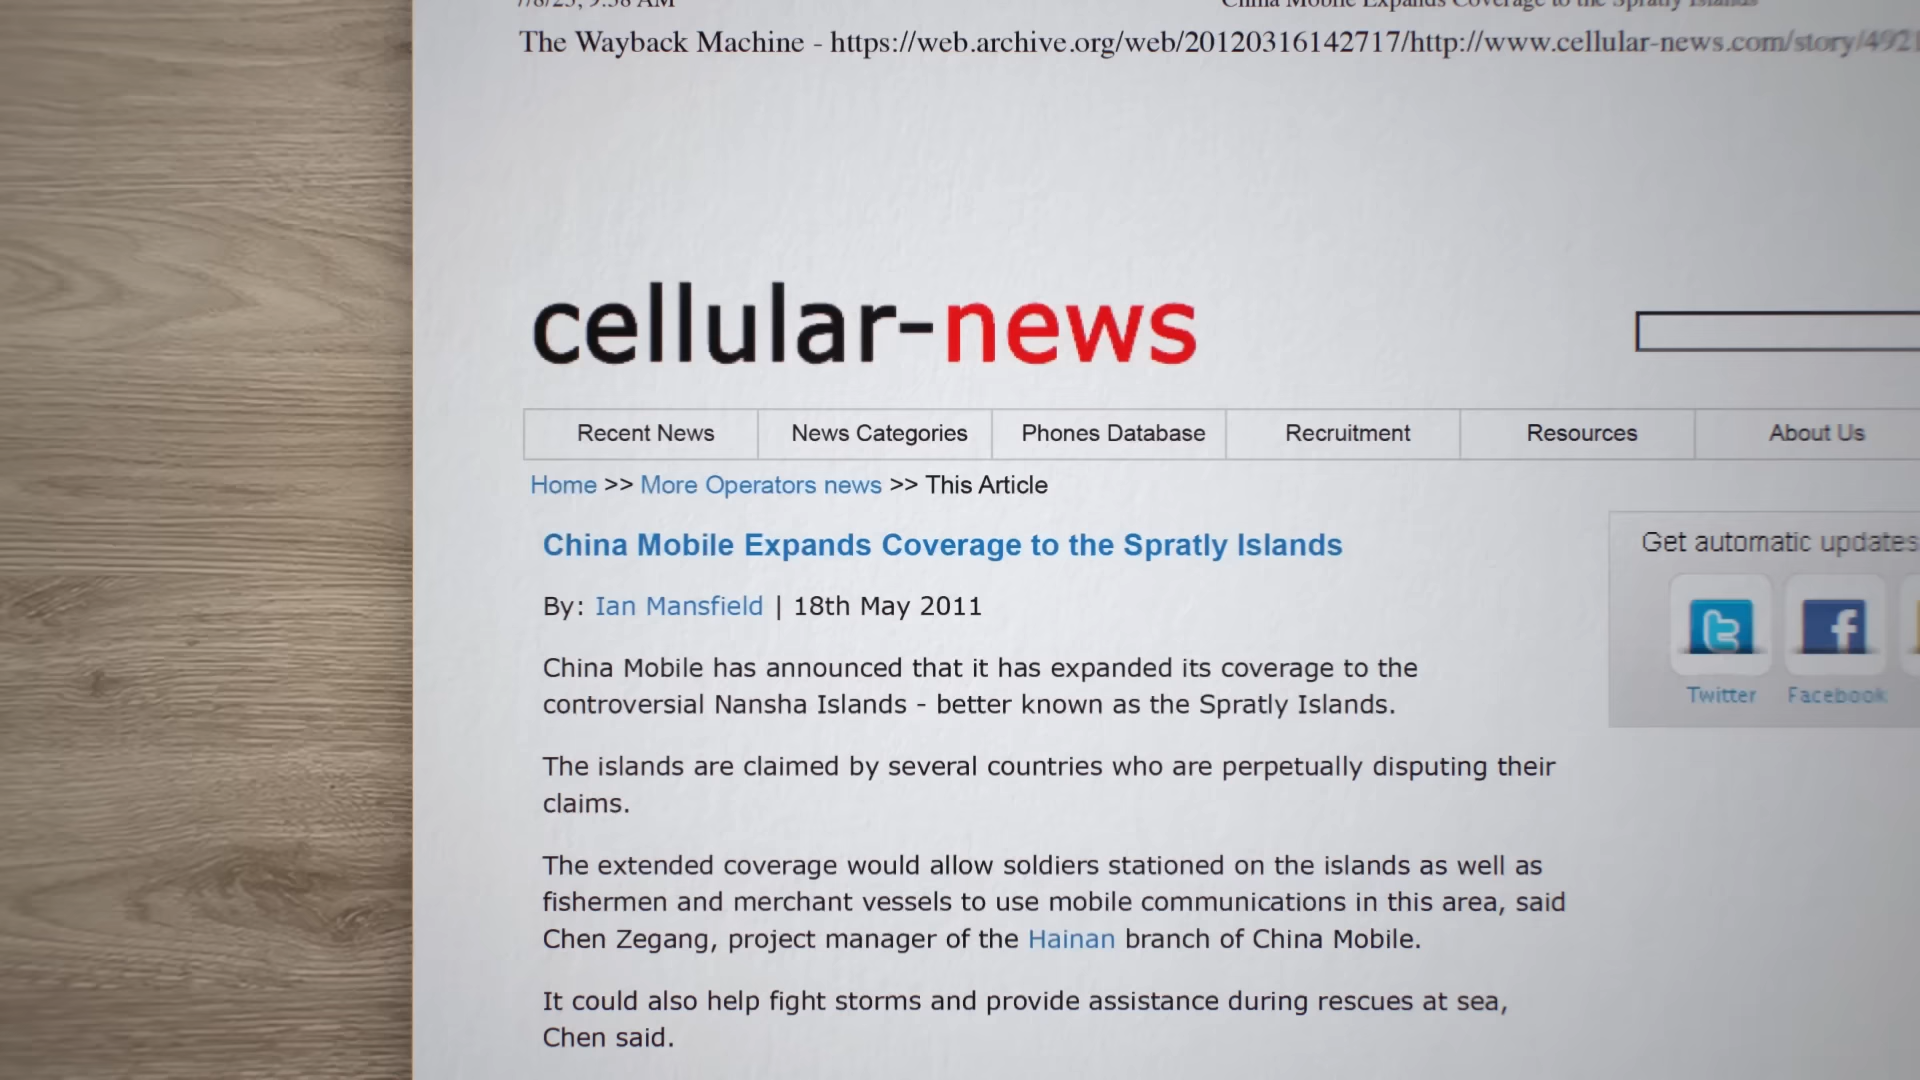 The Wayback Machine - https://web.archive.org/web/20120316142717/http://www.cellular-news.com/story/492
cellular-news
Recent News
News Categories
Phones Database
Recruitment
Resources
About Us
Home >> More Operators news >> This Article
China Mobile Expands Coverage to the Spratly Islands
Get automatic updates
By: Ian Mansfield | 18th May 2011
Twitter
Facebook
China Mobile has announced that it has expanded its coverage to the
controversial Nansha Islands - better known as the Spratly Islands.
The islands are claimed by several countries who are perpetually disputing their
claims.
The extended coverage would allow soldiers stationed on the islands as well as
fishermen and merchant vessels to use mobile communications in this area, said
Chen Zegang, project manager of the Hainan branch of China Mobile.
It could also help fight storms and provide assistance during rescues at sea,
Chen said.